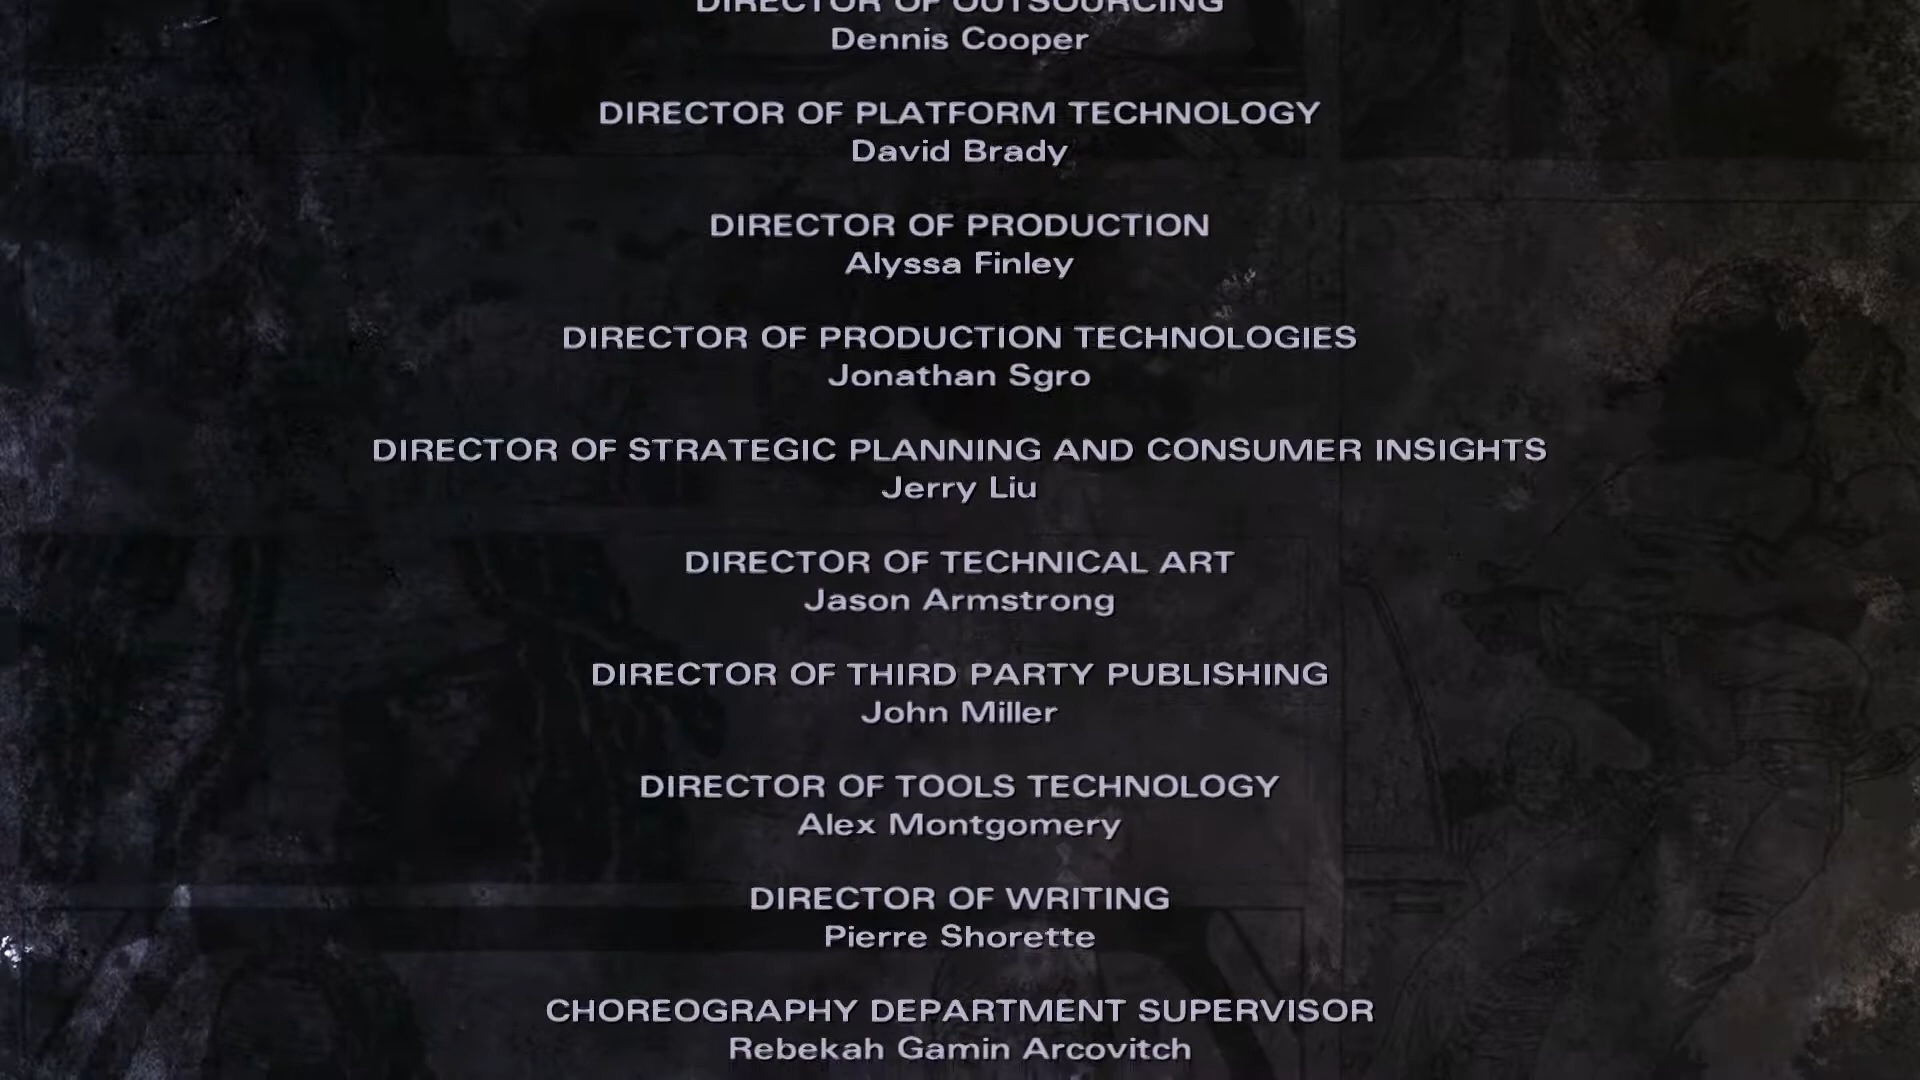 DIRECTOR OF OUTSOURCING
Dennis Cooper
DIRECTOR OF PLATFORM TECHNOLOGY
David Brady
DIRECTOR OF PRODUCTION
Alyssa Finley
DIRECTOR OF PRODUCTION TECHNOLOGIES
Jonathan Sgro
DIRECTOR OF STRATEGIC PLANNING AND CONSUMER INSIGHTS
Jerry Liu
DIRECTOR OF TECHNICAL ART
Jason Armstrong
DIRECTOR OF THIRD PARTY PUBLISHING
John Miller
DIRECTOR OF TOOLS TECHNOLOGY
Alex Montgomery
DIRECTOR OF WRITING
Pierre Shorette
CHOREOGRAPHY DEPARTMENT SUPERVISOR
Rebekah Gamin Arcovitch